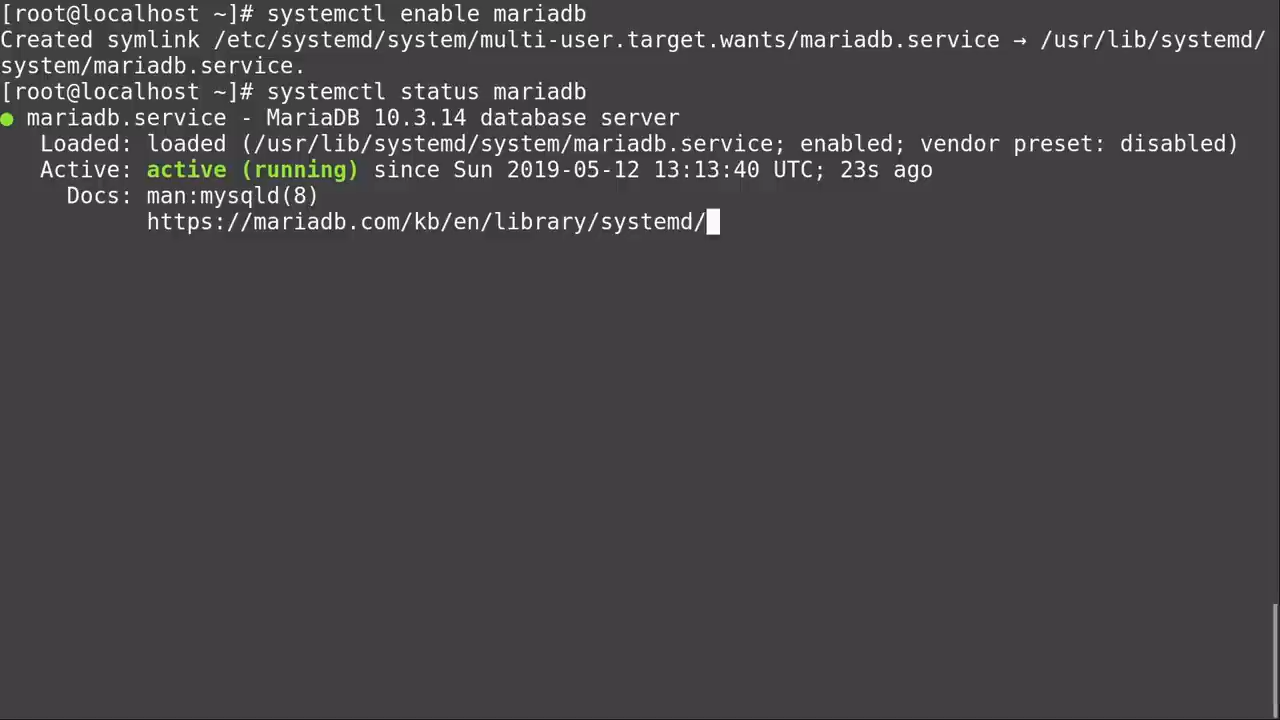 [root@localhost ~]# systemctl enable mariadb
Created symlink /etc/systemd/system/multi-user.target.wants/mariadb.service → /usr/lib/systemd/
system/mariadb.service.
[root@localhost ~]# systemctl status mariadb
● mariadb.service - MariaDB 10.3.14 database server
   Loaded: loaded (/usr/lib/systemd/system/mariadb.service; enabled; vendor preset: disabled)
   Active: active (running) since Sun 2019-05-12 13:13:40 UTC; 23s ago
     Docs: man:mysqld(8)
           https://mariadb.com/kb/en/library/systemd/